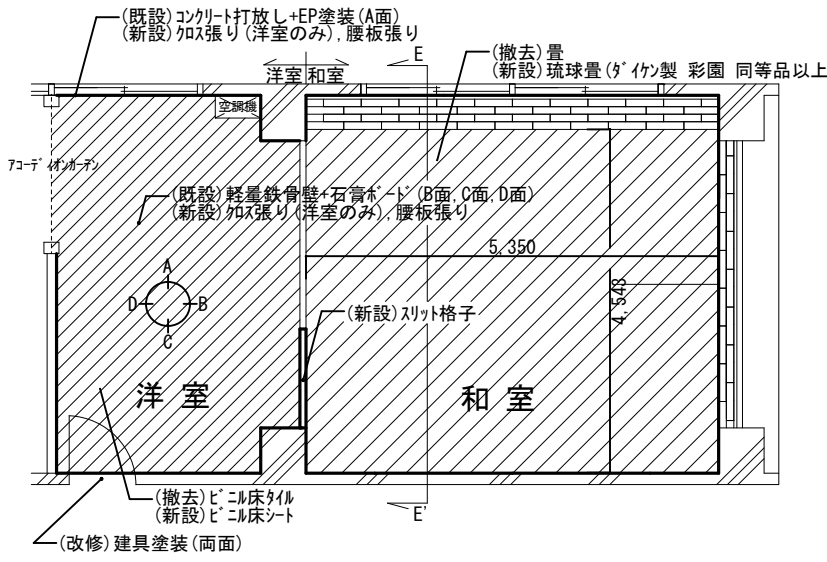 (既設)コンクリート打放し+EP塗装(A面)
(新設)クロス張り(洋室のみ),腰板張り
洋室 和室
E
(撤去)畳
(新設)琉球畳(ダイケン製 彩園 同等品以上
空調機
アコーディオンカーテン
(既設)軽量鉄骨壁+石膏ボード(B面,C面,D面)
(新設)クロス張り(洋室のみ),腰板張り
5,350
4,543
A
D B
C
(新設)スリット格子
洋室
和室
(撤去)ビニル床タイル
(新設)ビニル床シート
E'
(改修)建具塗装(両面)